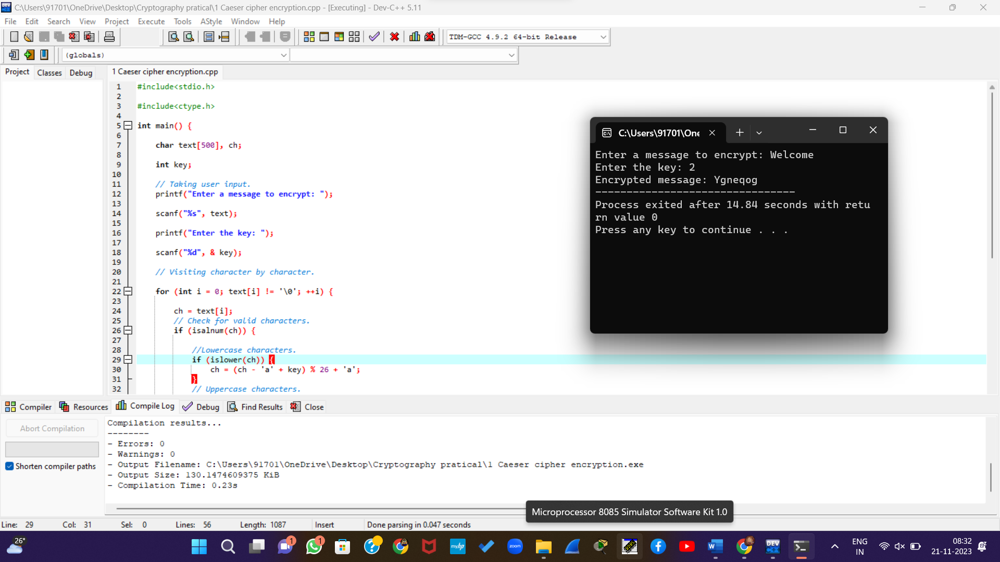 C:\Users\91701\OneDrive\Desktop\Cryptography pratical\1 Caeser cipher encryption.cpp - [Executing] - Dev-C++ 5.11
File Edit Search View Project Execute Tools AStyle Window Help
TDM-GCC 4.9.2 64-bit Release
(globals)
Project Classes Debug
1 Caeser cipher encryption.cpp
1 #include<stdio.h>
2
3 #include<ctype.h>
4
5 int main() {
6
7 char text[500], ch;
8
9 int key;
10
11 // Taking user input.
12 printf("Enter a message to encrypt: ");
13
14 scanf("%s", text);
15
16 printf("Enter the key: ");
17
18 scanf("%d", & key);
19
20 // Visiting character by character.
21
22 for (int i = 0; text[i] != '\0'; ++i) {
23
24 ch = text[i];
25 // Check for valid characters.
26 if (isalnum(ch)) {
27
28 //Lowercase characters.
29 if (islower(ch)) {
30 ch = (ch - 'a' + key) % 26 + 'a';
31 }
32 // Uppercase characters.
C:\Users\91701\One
Enter a message to encrypt: Welcome
Enter the key: 2
Encrypted message: Ygneqog
--------------------------------
Process exited after 14.84 seconds with retu
rn value 0
Press any key to continue . . .
Compiler Resources Compile Log Debug Find Results Close
Abort Compilation
Shorten compiler paths
Compilation results...
--------
- Errors: 0
- Warnings: 0
- Output Filename: C:\Users\91701\OneDrive\Desktop\Cryptography pratical\1 Caeser cipher encryption.exe
- Output Size: 130.1474609375 KiB
- Compilation Time: 0.23s
Microprocessor 8085 Simulator Software Kit 1.0
Line: 29 Col: 31 Sel: 0 Lines: 56 Length: 1087 Insert Done parsing in 0.047 seconds
26°
1
1
myhp
zoom
W
DEV
ENG
IN
08:32
21-11-2023